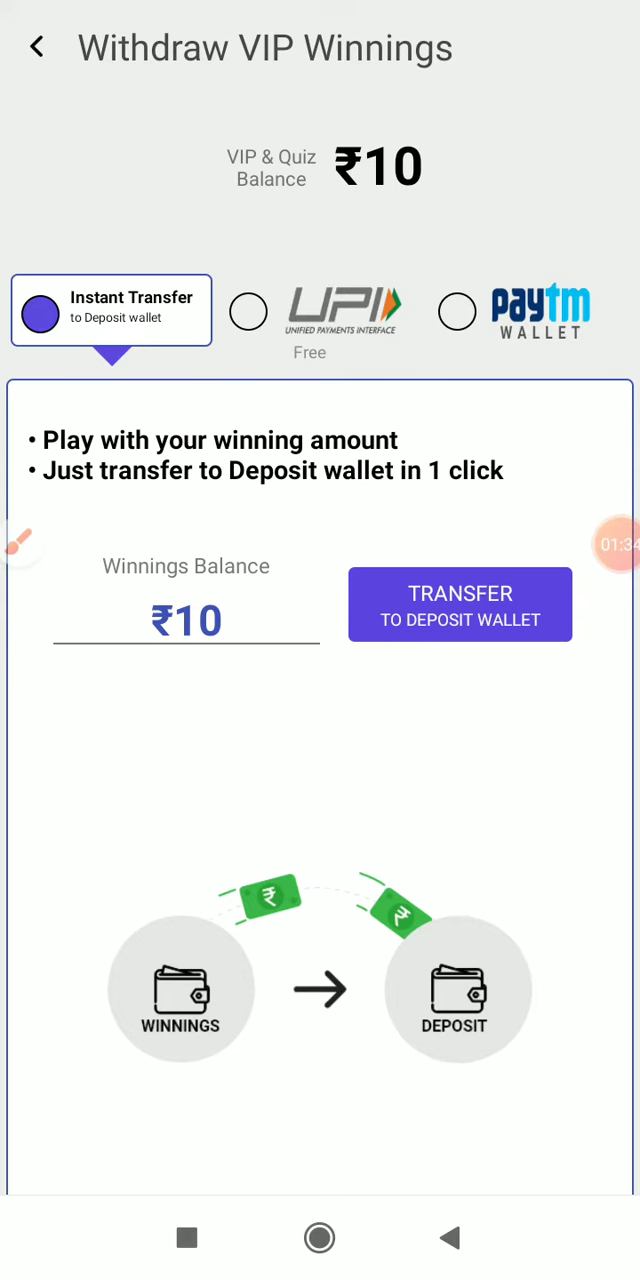 Withdraw VIP Winnings
VIP & Quiz
Balance
₹10
Instant Transfer
to Deposit wallet
UPI
UNIFIED PAYMENTS INTERFACE
Free
paytm
WALLET
• Play with your winning amount
• Just transfer to Deposit wallet in 1 click
01:34
Winnings Balance
₹10
TRANSFER
TO DEPOSIT WALLET
₹
₹
WINNINGS
DEPOSIT